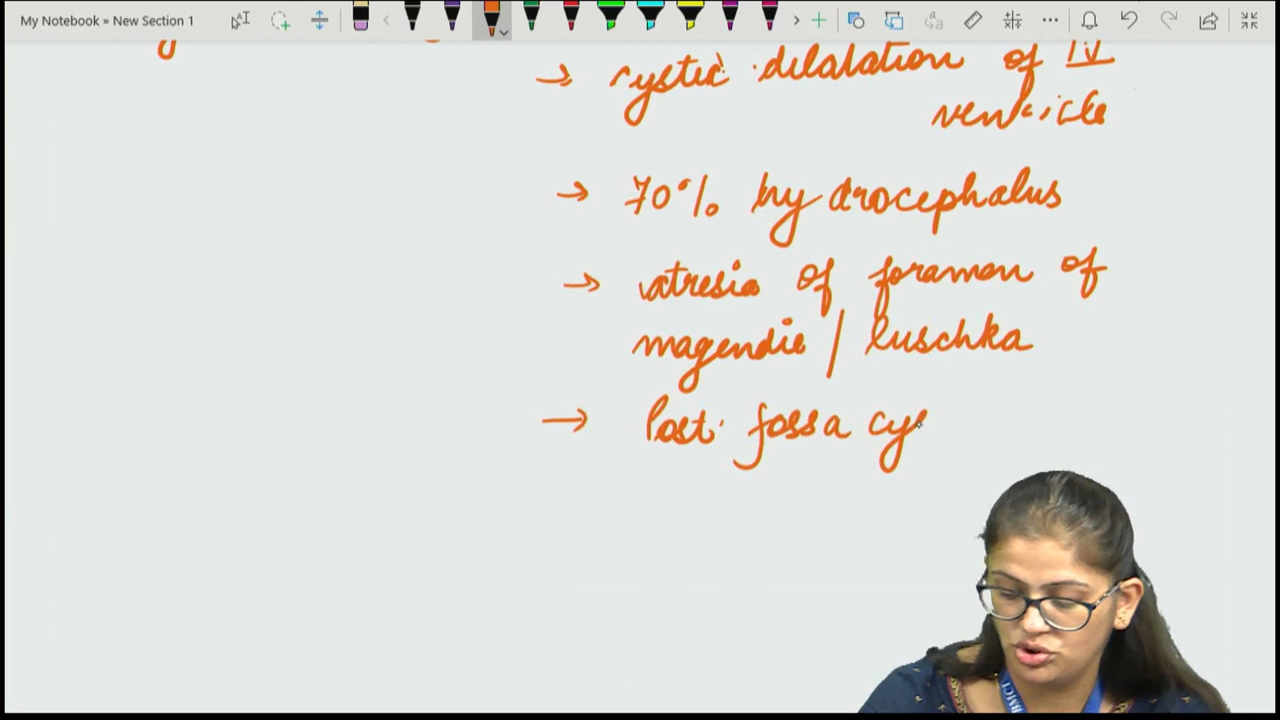 My Notebook » New Section 1
→ cystic dilatation of IV
ventricle
→ 70% hydrocephalus
→ atresia of foramen of
magendie / luschka
→ Post. fossa cys